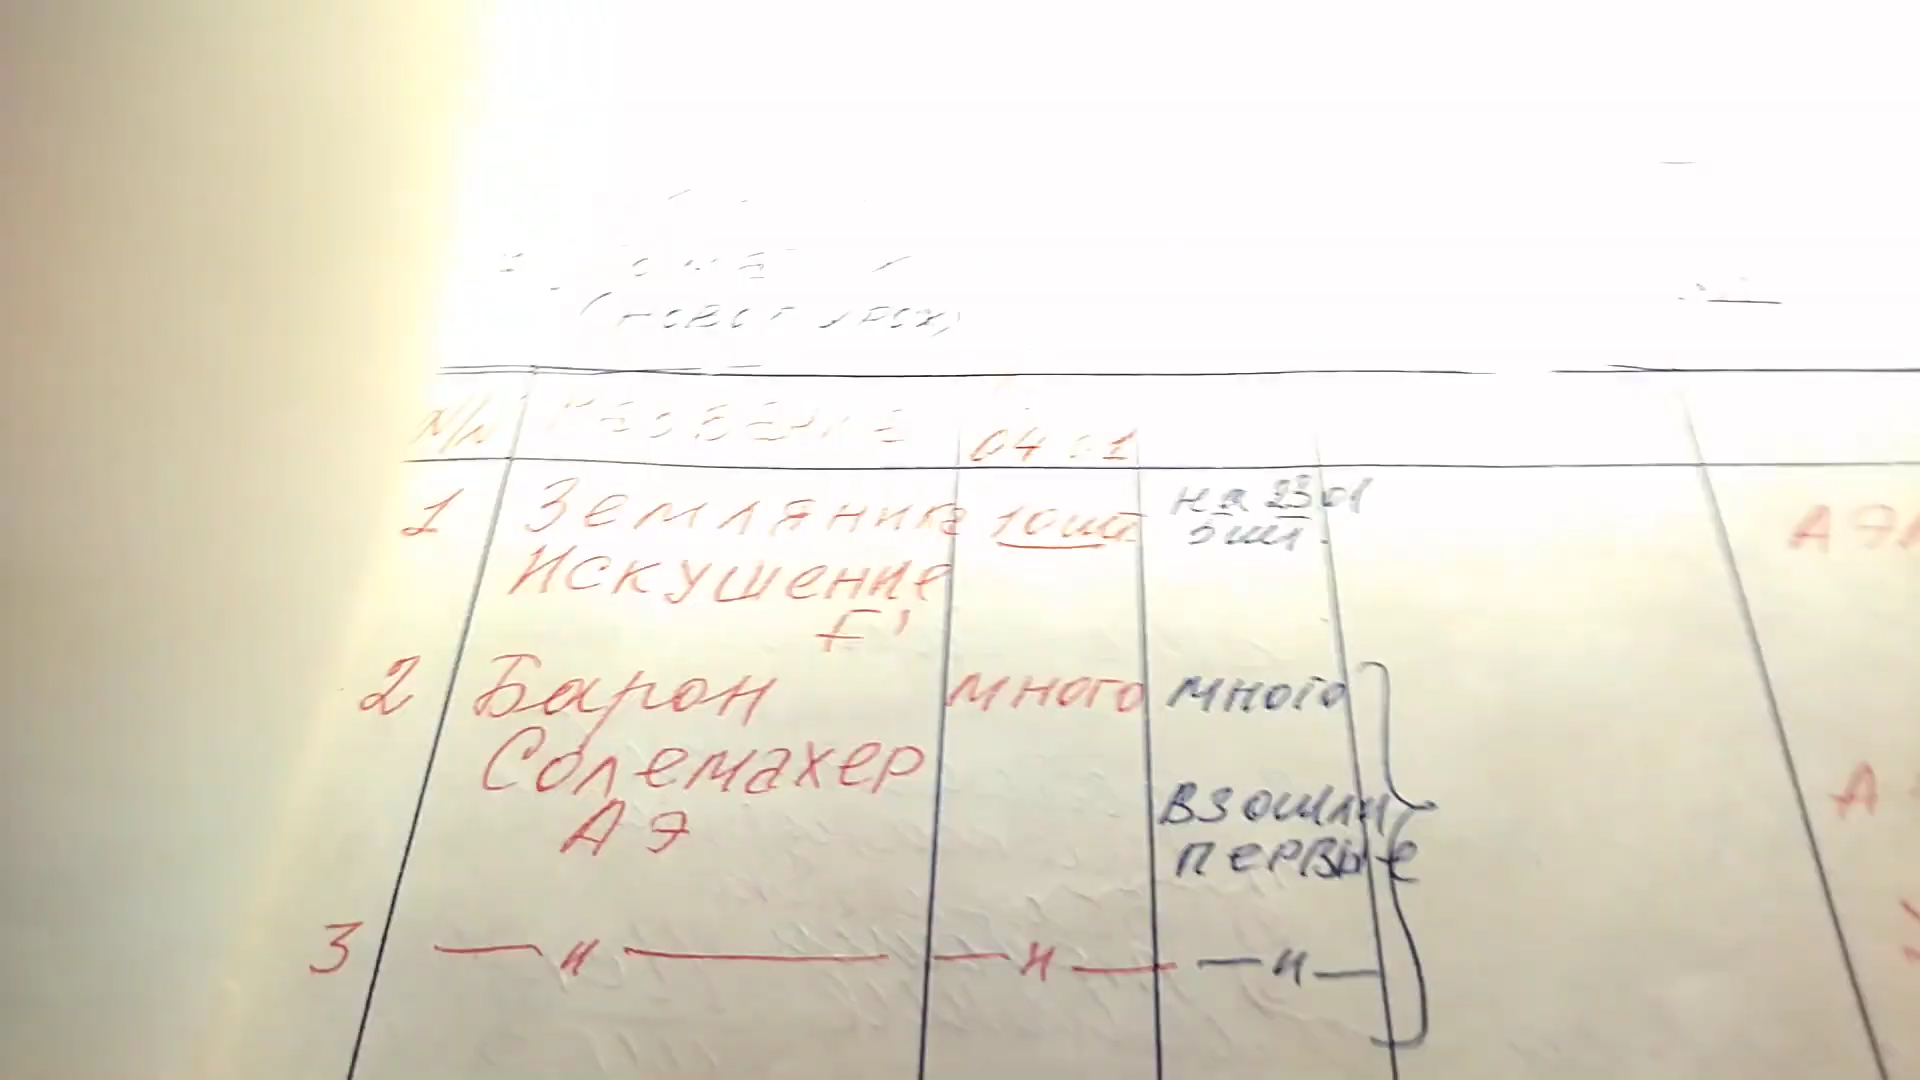 N/N Название 04 01
1 Земляника 10шт. на 23 01
5шт.
Искушение
F1
2 Барон много много
Солемахер
взошли
АЭ первые
3 — и — — и — — и —